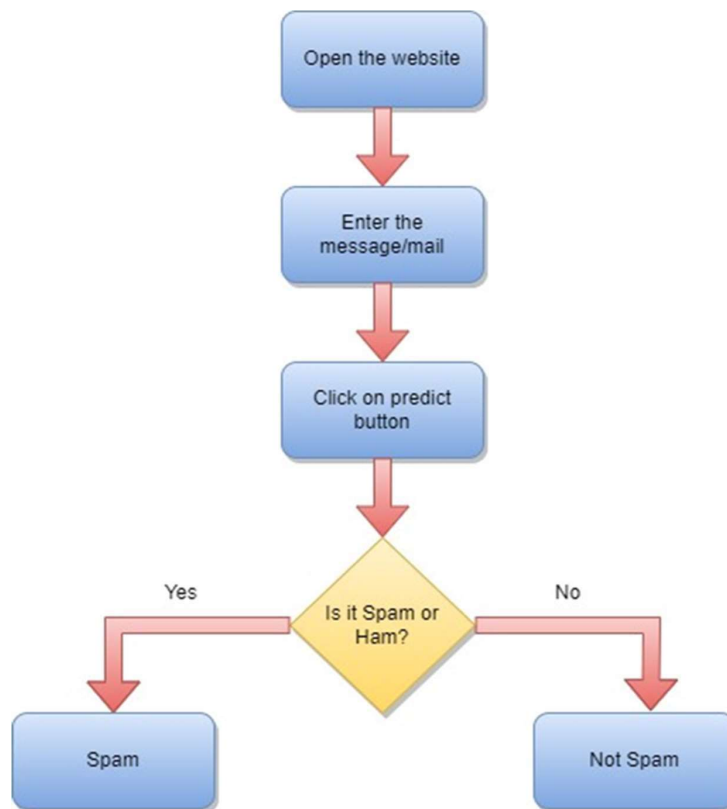 Open the website
Enter the
message/mail
Click on predict
button
Yes
No
Is it Spam or
Ham?
Spam
Not Spam